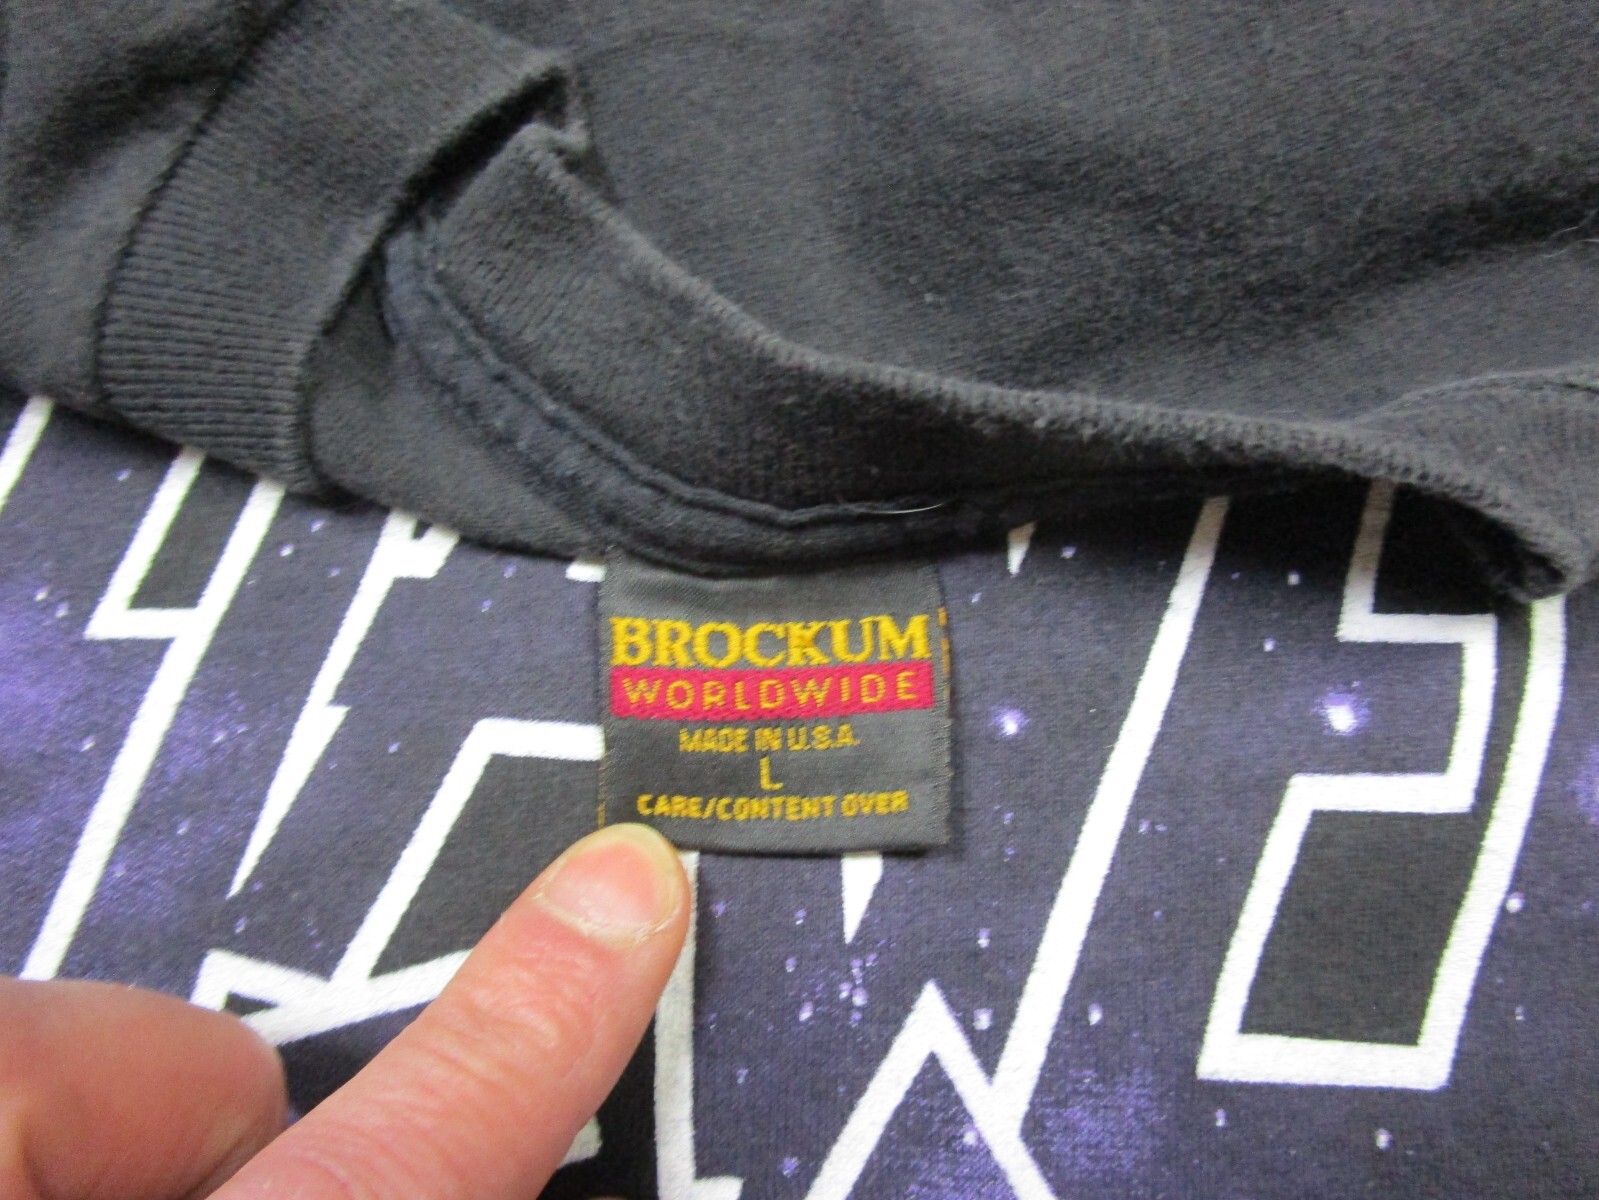 BROCKUM
WORLDWIDE
MADE IN U.S.A.
L
CARE/CONTENT OVER